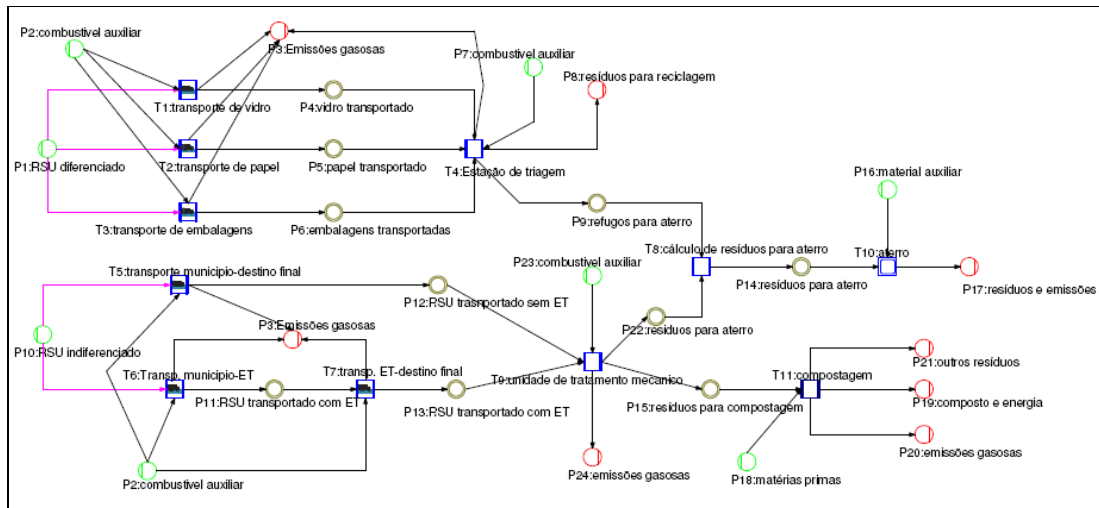 P2:combustivel auxiliar
P3:Emissões gasosas
P7:combustivel auxiliar
P8:resíduos para reciclagem
T1:transporte de vidro
P4:vidro transportado
P1:RSU diferenciado
T2:transporte de papel
P5:papel transportado
T4:Estação de triagem
P16:material auxiliar
T3:transporte de embalagens
P6:embalagens transportadas
P9:refugos para aterro
T8:cálculo de resíduos para aterro
T10:aterro
P23:combustivel auxiliar
T5:transporte municipio-destino final
P12:RSU trasnportado sem ET
P14:resíduos para aterro
P17:resíduos e emissões
P3:Emissões gasosas
P22:resíduos para aterro
P10:RSU indiferenciado
P21:outros resíduos
T6:Transp. municipio-ET
T7:transp. ET-destino final
T9:unidade de tratamento mecanico
T11:compostagem
P11:RSU transportado com ET
P13:RSU transportado com ET
P15:resíduos para compostagem
P19:composto e energia
P20:emissões gasosas
P2:combustivel auxiliar
P24:emissões gasosas
P18:matérias primas